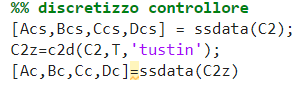 %% discretizzo controllore
[Acs,Bcs,Ccs,Dcs] = ssdata(C2);
C2z=c2d(C2,T,'tustin');
[Ac,Bc,Cc,Dc]=ssdata(C2z)